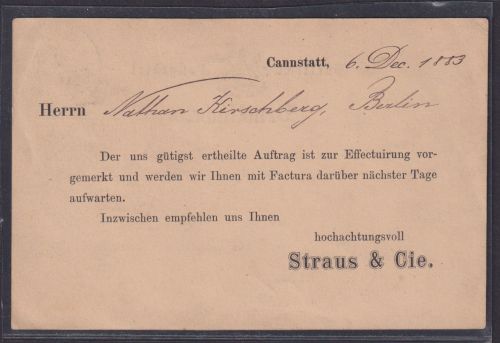 Cannstatt, 6. Dec. 1883
Herrn Nathan Hirschberg, Berlin
Der uns gütigst ertheilte Auftrag ist zur Effectuirung vor-
gemerkt und werden wir Ihnen mit Factura darüber nächster Tage
aufwarten.
Inzwischen empfehlen uns Ihnen
hochachtungsvoll
Straus & Cie.